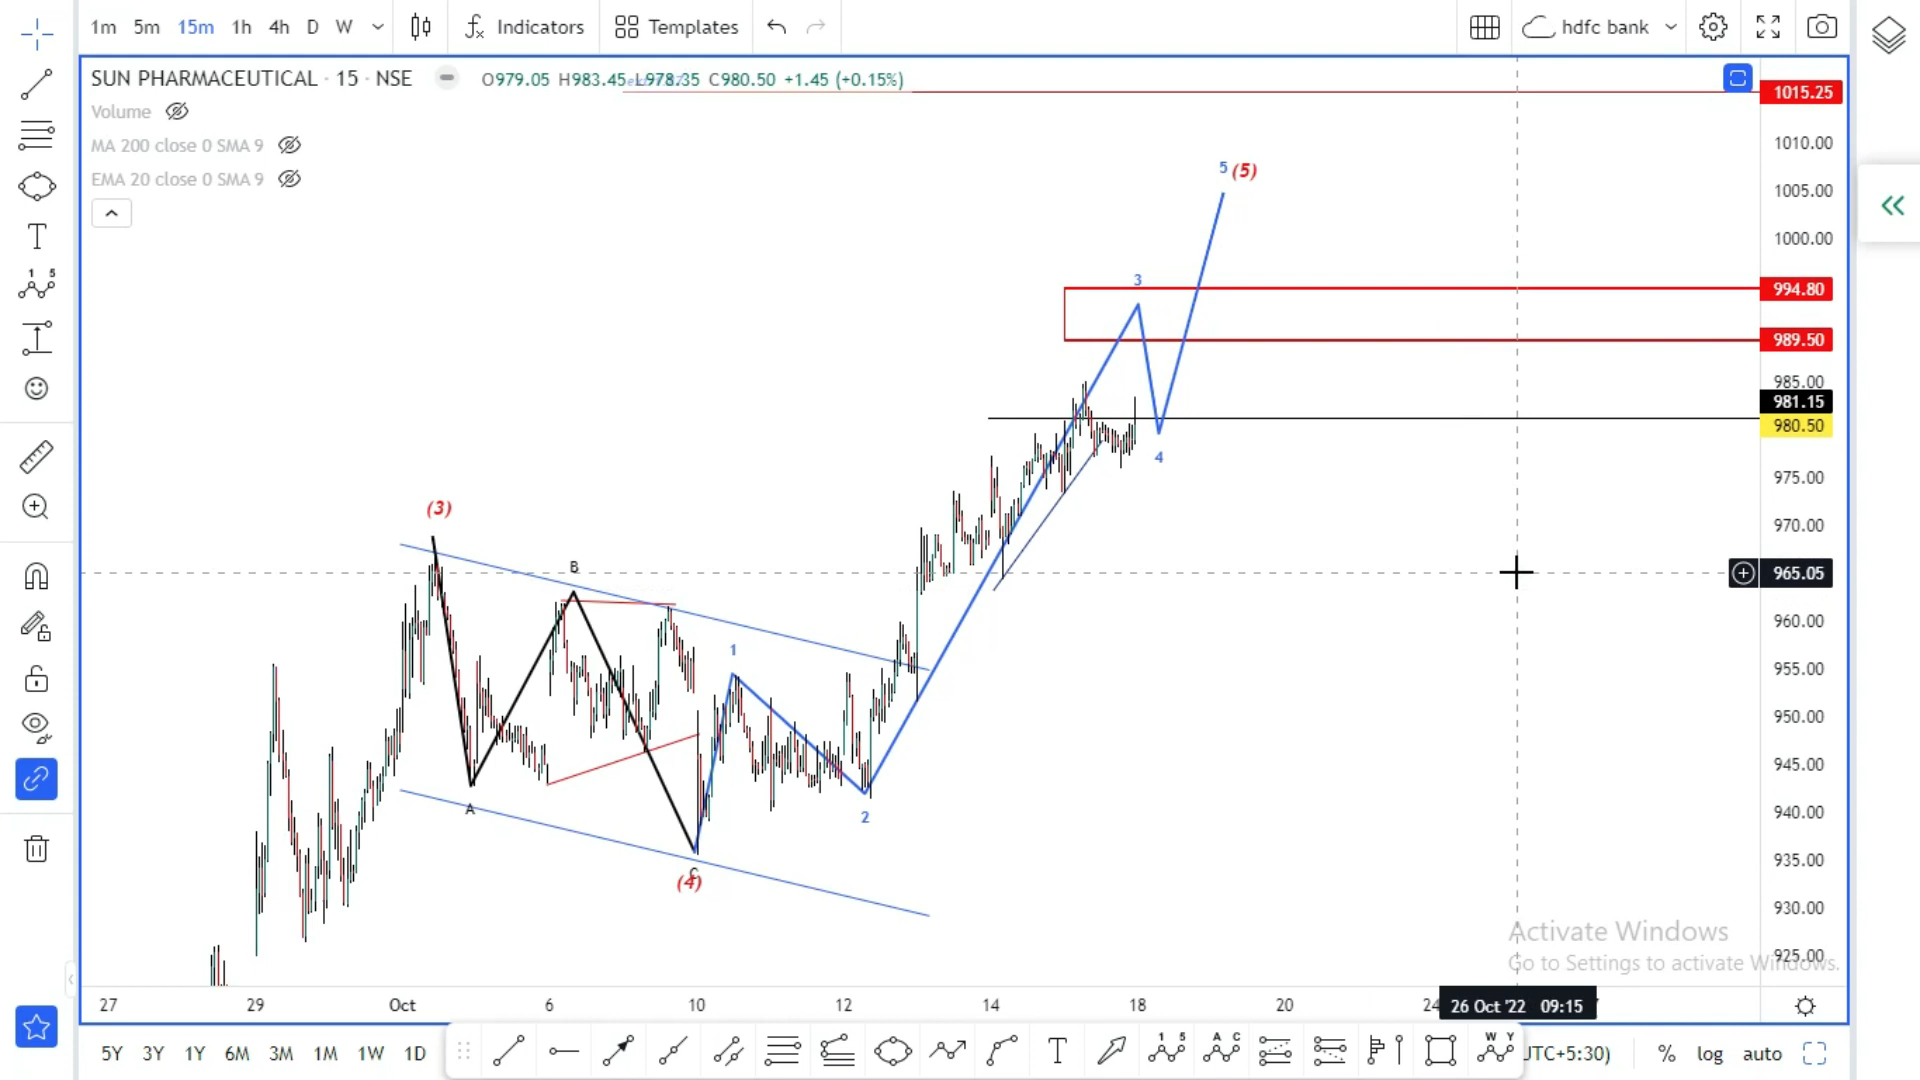 1m 5m 15m 1h 4h D W Indicators Templates hdfc bank
SUN PHARMACEUTICAL · 15 · NSE O979.05 H983.45 L978.35 C980.50 +1.45 (+0.15%)
Volume
MA 200 close 0 SMA 9
EMA 20 close 0 SMA 9
1015.25
1010.00
1005.00
1000.00
994.80
989.50
985.00
981.15
980.50
975.00
970.00
965.05
960.00
955.00
950.00
945.00
940.00
935.00
930.00
925.00
5 (5)
3
4
(3)
B
1
A
2
C
(4)
Activate Windows
Go to Settings to activate Windows.
27 29 Oct 6 10 12 14 18 20 24 26 Oct '22 09:15
5Y 3Y 1Y 6M 3M 1M 1W 1D UTC+5:30) % log auto